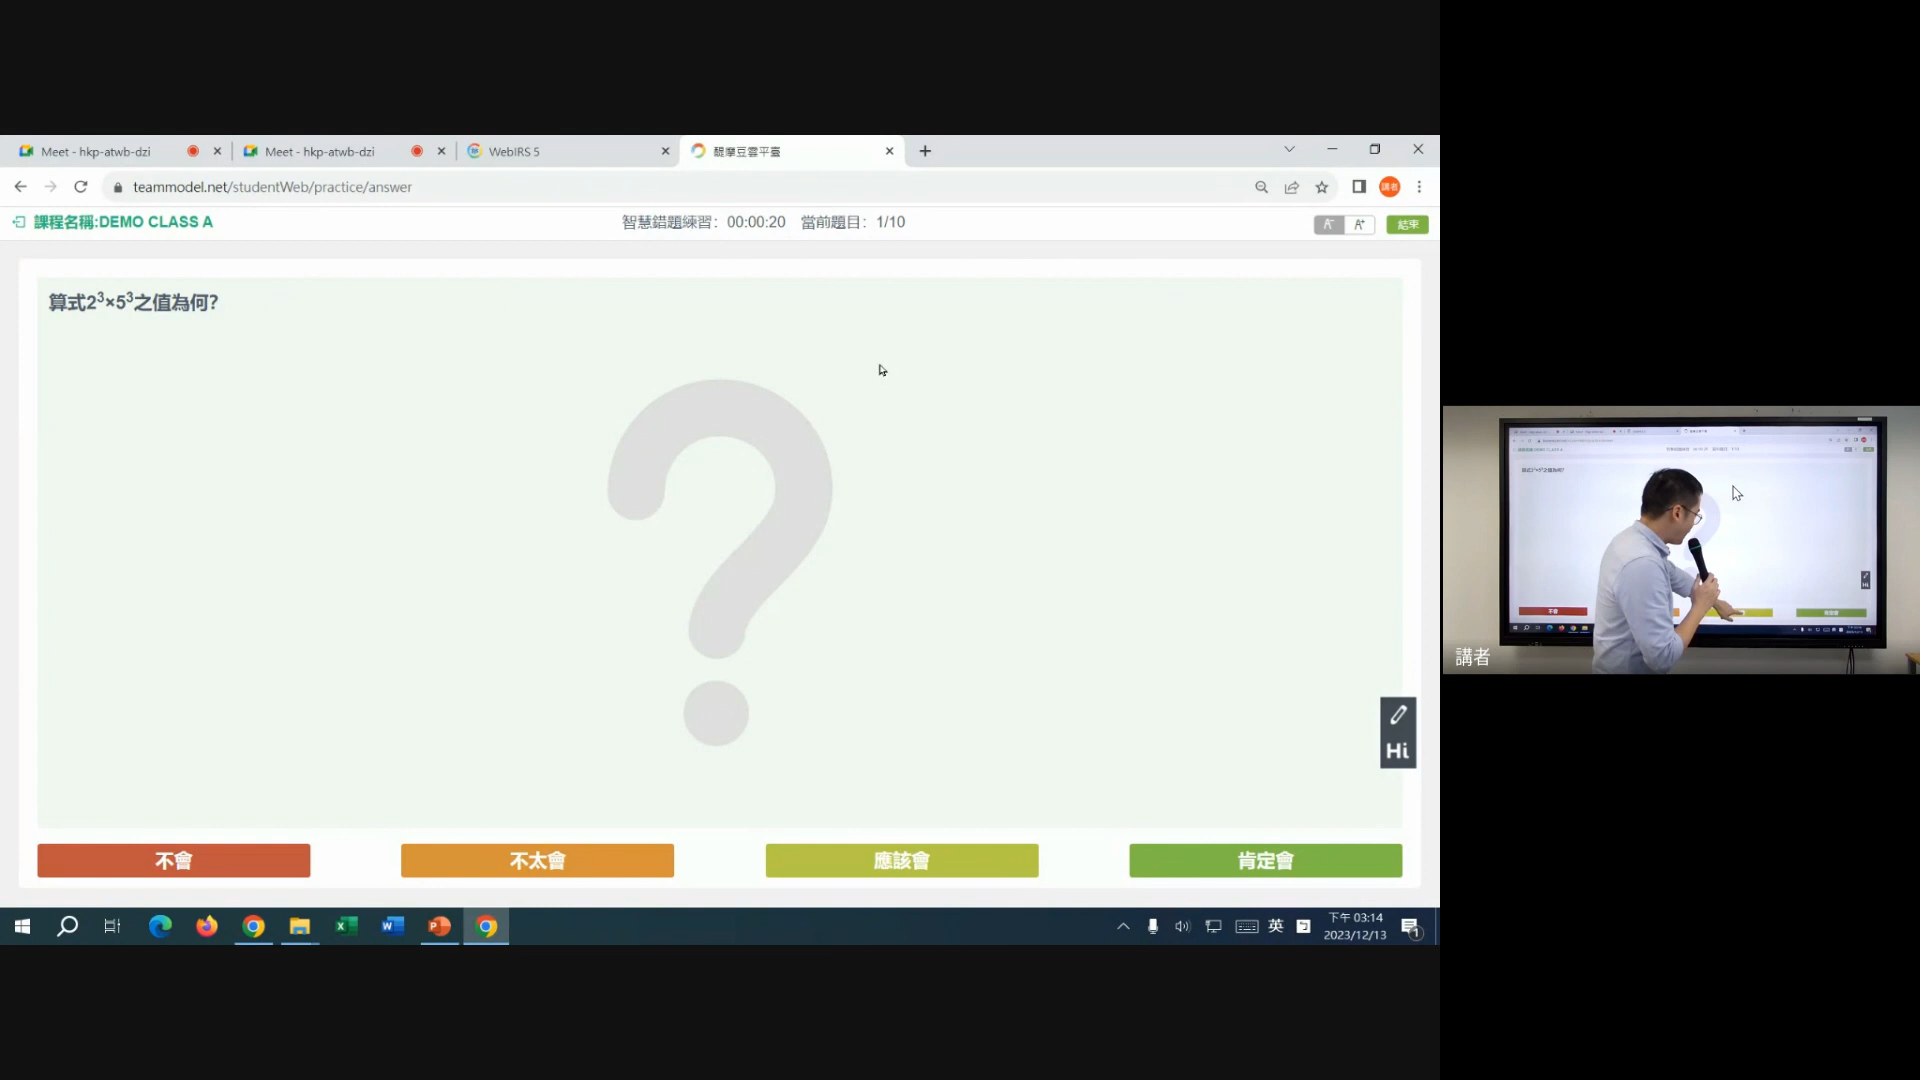 Meet - hkp-atwb-dzi
Meet - hkp-atwb-dzi
WebIRS 5
醍摩豆雲平臺
teammodel.net/studentWeb/practice/answer
講者
課程名稱:DEMO CLASS A
智慧錯題練習：00:00:20 當前題目：1/10
A⁻ A⁺
結束
算式2³×5³之值為何?
Hi
不會
不太會
應該會
肯定會
英
下午 03:14
2023/12/13
1
講者